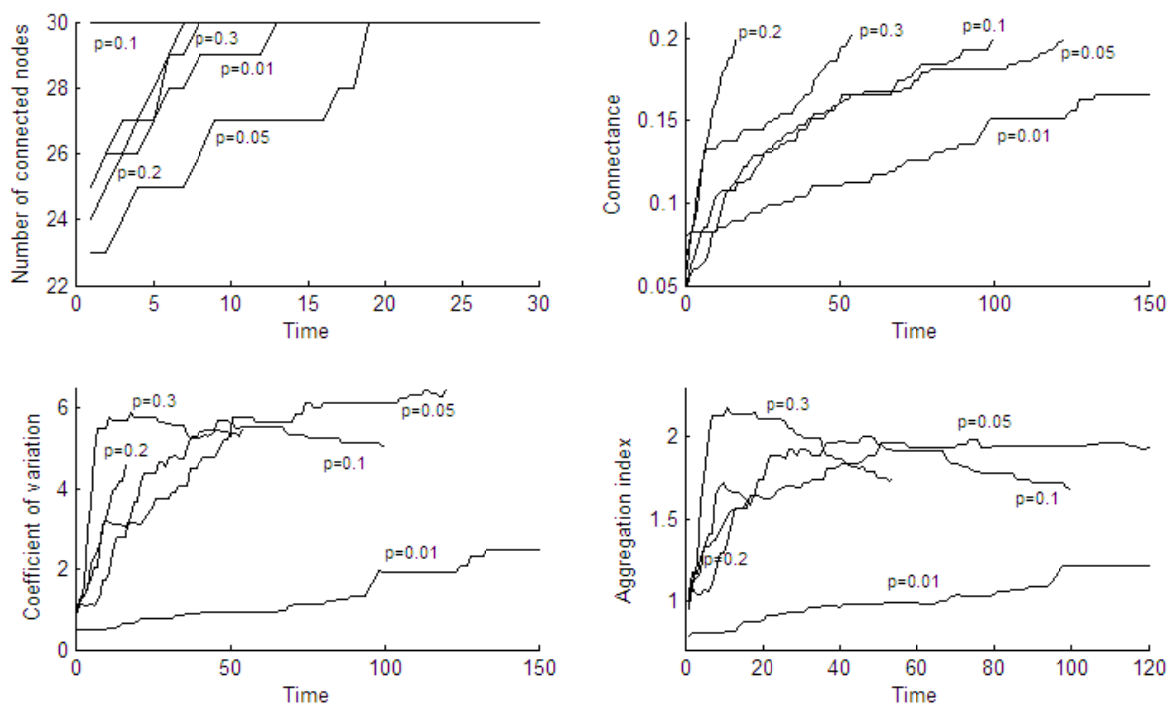 30
28
26
24
22
Number of connected nodes
p=0.1
p=0.3
p=0.01
p=0.05
p=0.2
0
5
10
15
20
25
30
Time
0.2
0.15
0.1
0.05
Connectance
p=0.2
p=0.3
p=0.1
p=0.05
p=0.01
0
50
100
150
Time
6
4
2
0
Coefficient of variation
p=0.3
p=0.05
p=0.2
p=0.1
p=0.01
0
50
100
150
Time
2
1.5
1
Aggregation index
p=0.3
p=0.05
p=0.1
p=0.2
p=0.01
0
20
40
60
80
100
120
Time